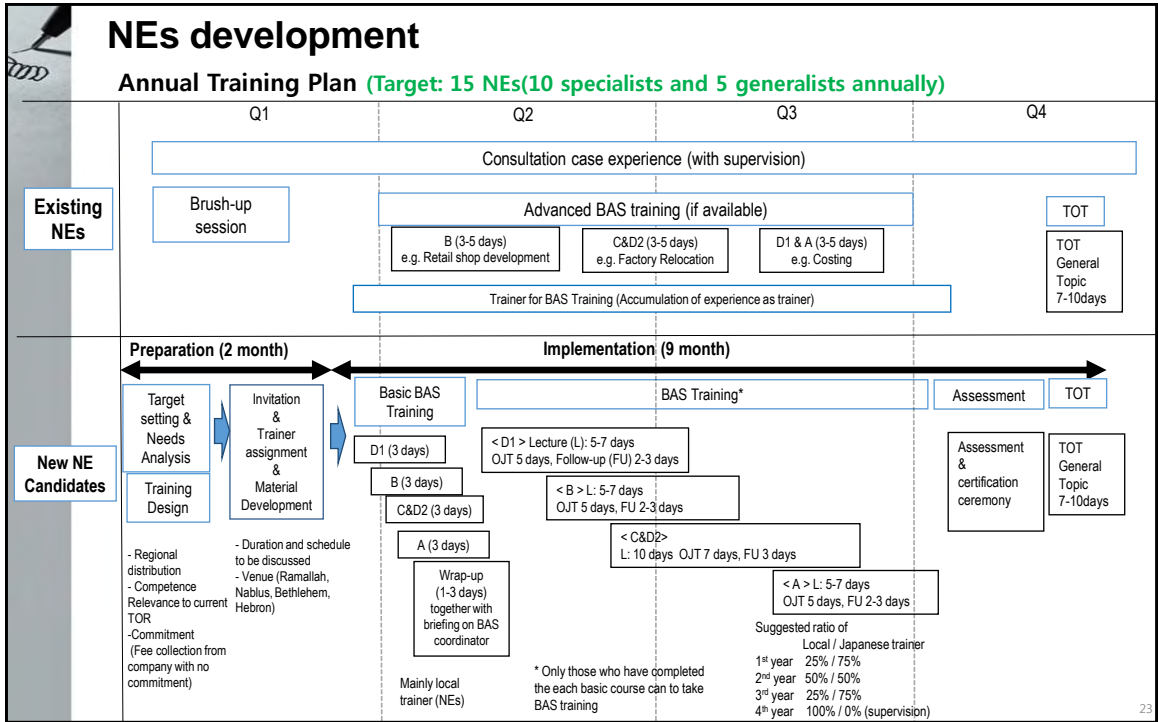 NEs development
Annual Training Plan (Target: 15 NEs(10 specialists and 5 generalists annually)
Q1
Q2
Q3
Q4
Consultation case experience (with supervision)
Existing
NEs
Brush-up
session
Advanced BAS training (if available)
TOT
B (3-5 days)
e.g. Retail shop development
C&D2 (3-5 days)
e.g. Factory Relocation
D1 & A (3-5 days)
e.g. Costing
TOT
General
Topic
7-10days
Trainer for BAS Training (Accumulation of experience as trainer)
Preparation (2 month)
Implementation (9 month)
New NE
Candidates
Target
setting &
Needs
Analysis
Training
Design
Invitation
&
Trainer
assignment
&
Material
Development
Basic BAS
Training
BAS Training*
Assessment
TOT
D1 (3 days)
B (3 days)
C&D2 (3 days)
A (3 days)
Wrap-up
(1-3 days)
together with
briefing on BAS
coordinator
< D1 > Lecture (L): 5-7 days
OJT 5 days, Follow-up (FU) 2-3 days
< B > L: 5-7 days
OJT 5 days, FU 2-3 days
< C&D2>
L: 10 days OJT 7 days, FU 3 days
< A > L: 5-7 days
OJT 5 days, FU 2-3 days
Assessment
&
certification
ceremony
TOT
General
Topic
7-10days
- Regional
distribution
- Competence
Relevance to current
TOR
-Commitment
(Fee collection from
company with no
commitment)
- Duration and schedule
to be discussed
- Venue (Ramallah,
Nablus, Bethlehem,
Hebron)
Mainly local
trainer (NEs)
* Only those who have completed
the each basic course can to take
BAS training
Suggested ratio of
Local / Japanese trainer
1st year 25% / 75%
2nd year 50% / 50%
3rd year 25% / 75%
4th year 100% / 0% (supervision)
23